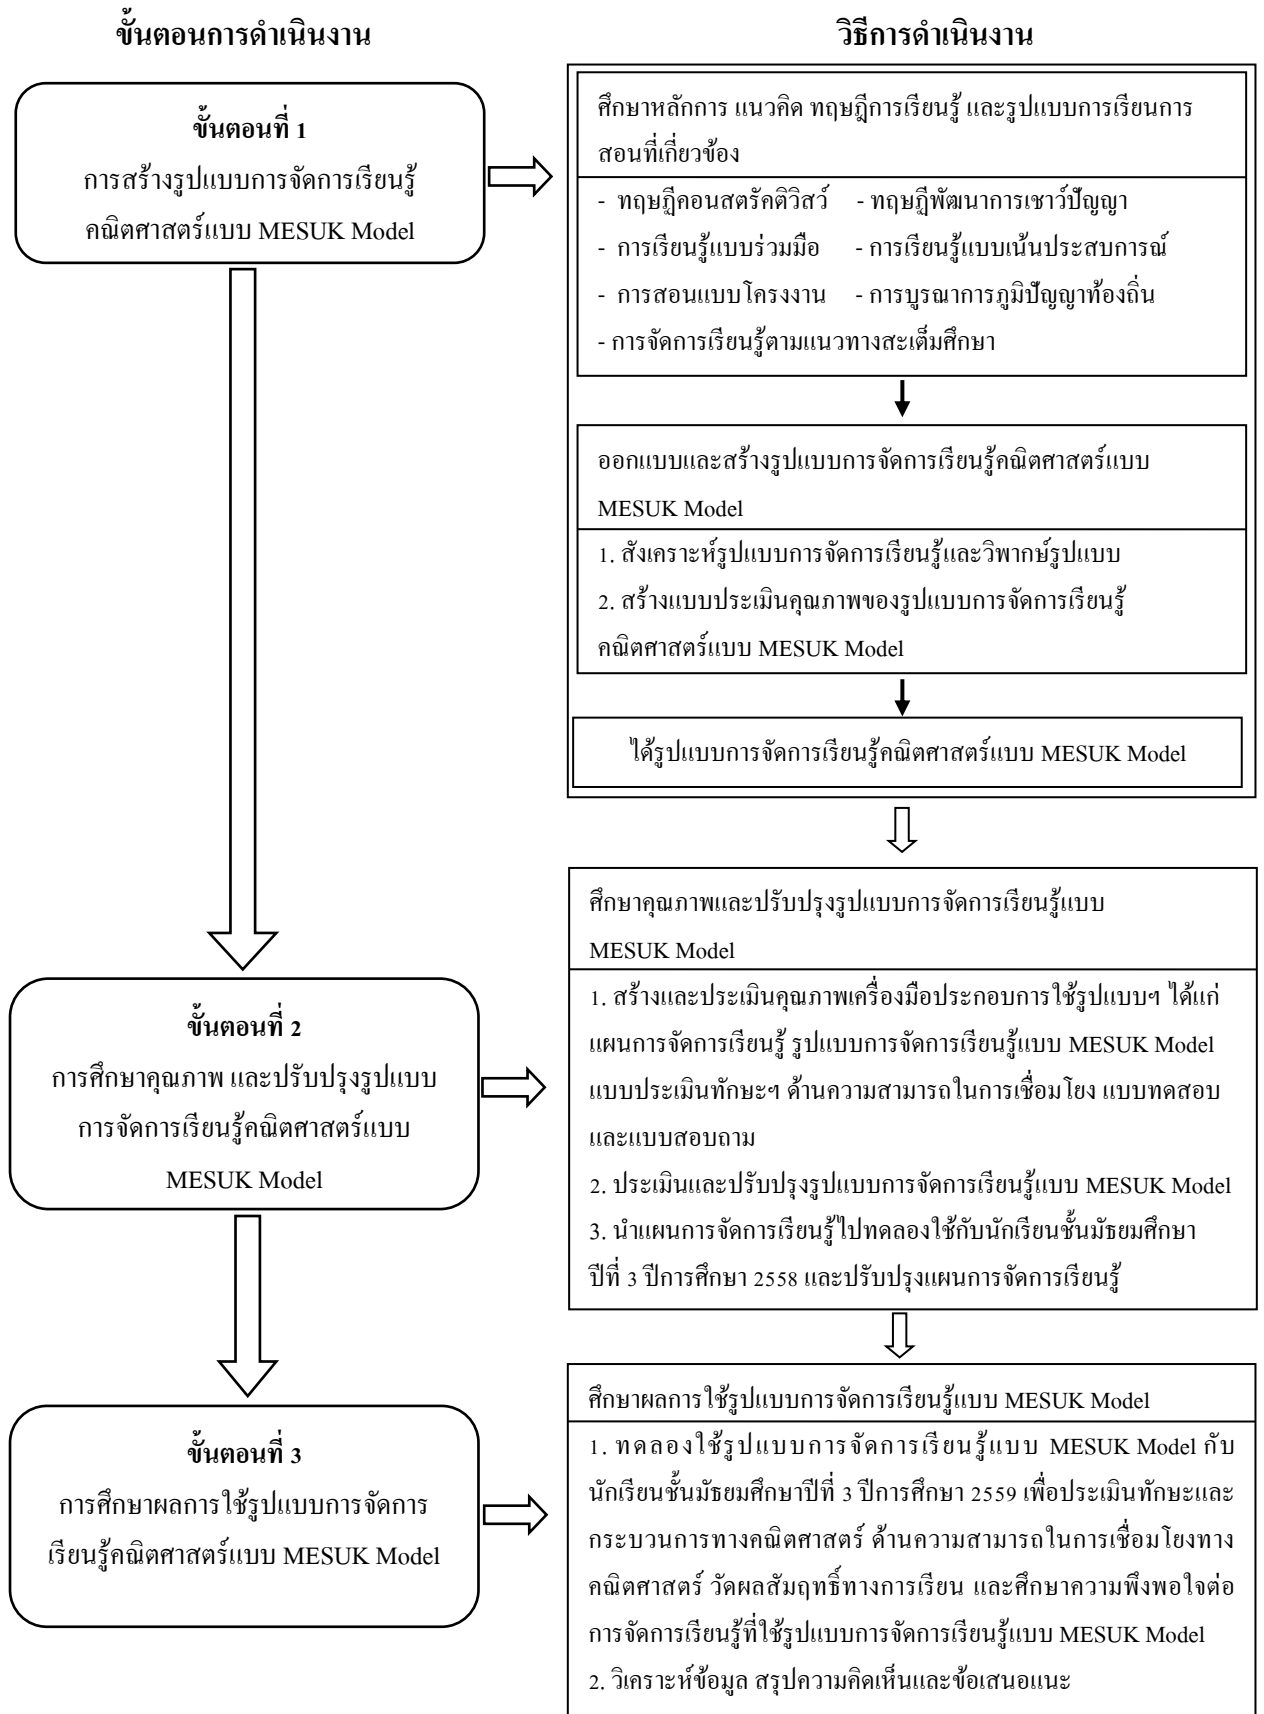 ขั้นตอนการดำเนินงาน
วิธีการดำเนินงาน
ขั้นตอนที่ 1
การสร้างรูปแบบการจัดการเรียนรู้
คณิตศาสตร์แบบ MESUK Model
ศึกษาหลักการ แนวคิด ทฤษฎีการเรียนรู้ และรูปแบบการเรียนการ
สอนที่เกี่ยวข้อง
- ทฤษฎีคอนสตรัคติวิสว์ - ทฤษฎีพัฒนาการเชาว์ปัญญา
- การเรียนรู้แบบร่วมมือ - การเรียนรู้แบบเน้นประสบการณ์
- การสอนแบบโครงงาน - การบูรณาการภูมิปัญญาท้องถิ่น
- การจัดการเรียนรู้ตามแนวทางสะเต็มศึกษา
ออกแบบและสร้างรูปแบบการจัดการเรียนรู้คณิตศาสตร์แบบ
MESUK Model
1. สังเคราะห์รูปแบบการจัดการเรียนรู้และวิพากษ์รูปแบบ
2. สร้างแบบประเมินคุณภาพของรูปแบบการจัดการเรียนรู้
คณิตศาสตร์แบบ MESUK Model
ได้รูปแบบการจัดการเรียนรู้คณิตศาสตร์แบบ MESUK Model
ขั้นตอนที่ 2
การศึกษาคุณภาพ และปรับปรุงรูปแบบ
การจัดการเรียนรู้คณิตศาสตร์แบบ
MESUK Model
ศึกษาคุณภาพและปรับปรุงรูปแบบการจัดการเรียนรู้แบบ
MESUK Model
1. สร้างและประเมินคุณภาพเครื่องมือประกอบการใช้รูปแบบฯ ได้แก่
แผนการจัดการเรียนรู้ รูปแบบการจัดการเรียนรู้แบบ MESUK Model
แบบประเมินทักษะฯ ด้านความสามารถในการเชื่อมโยง แบบทดสอบ
และแบบสอบถาม
2. ประเมินและปรับปรุงรูปแบบการจัดการเรียนรู้แบบ MESUK Model
3. นำแผนการจัดการเรียนรู้ไปทดลองใช้กับนักเรียนชั้นมัธยมศึกษา
ปีที่ 3 ปีการศึกษา 2558 และปรับปรุงแผนการจัดการเรียนรู้
ขั้นตอนที่ 3
การศึกษาผลการใช้รูปแบบการจัดการ
เรียนรู้คณิตศาสตร์แบบ MESUK Model
ศึกษาผลการใช้รูปแบบการจัดการเรียนรู้แบบ MESUK Model
1. ทดลองใช้รูปแบบการจัดการเรียนรู้แบบ MESUK Model กับ
นักเรียนชั้นมัธยมศึกษาปีที่ 3 ปีการศึกษา 2559 เพื่อประเมินทักษะและ
กระบวนการทางคณิตศาสตร์ ด้านความสามารถในการเชื่อมโยงทาง
คณิตศาสตร์ วัดผลสัมฤทธิ์ทางการเรียน และศึกษาความพึงพอใจต่อ
การจัดการเรียนรู้ที่ใช้รูปแบบการจัดการเรียนรู้แบบ MESUK Model
2. วิเคราะห์ข้อมูล สรุปความคิดเห็นและข้อเสนอแนะ